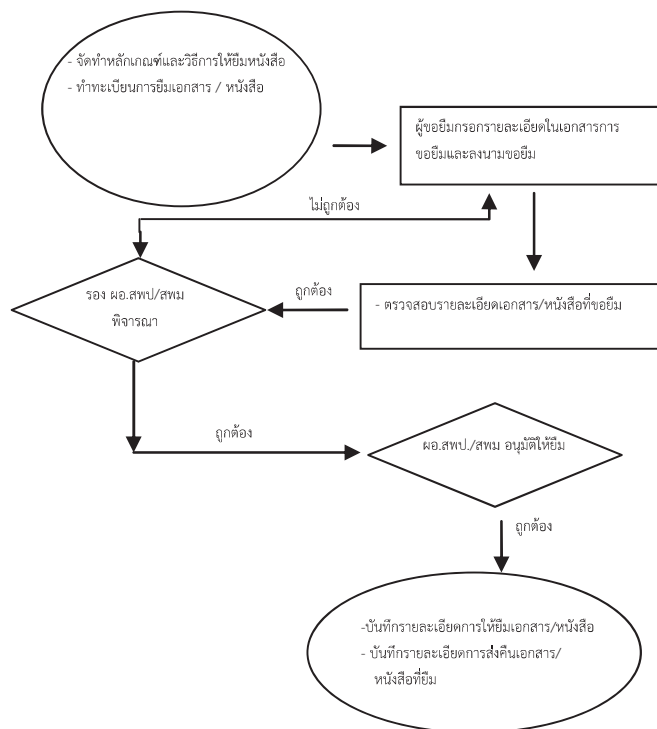 - จัดทำหลักเกณฑ์และวิธีการให้ยืมหนังสือ
- ทำทะเบียนการยืมเอกสาร / หนังสือ
ผู้ขอยืมกรอกรายละเอียดในเอกสารการ
ขอยืมและลงนามขอยืม
ไม่ถูกต้อง
รอง ผอ.สพป/สพม
พิจารณา
ถูกต้อง
- ตรวจสอบรายละเอียดเอกสาร/หนังสือที่ขอยืม
ถูกต้อง
ผอ.สพป./สพม อนุมัติให้ยืม
ถูกต้อง
-บันทึกรายละเอียดการให้ยืมเอกสาร/หนังสือ
- บันทึกรายละเอียดการส่งคืนเอกสาร/
หนังสือที่ยืม